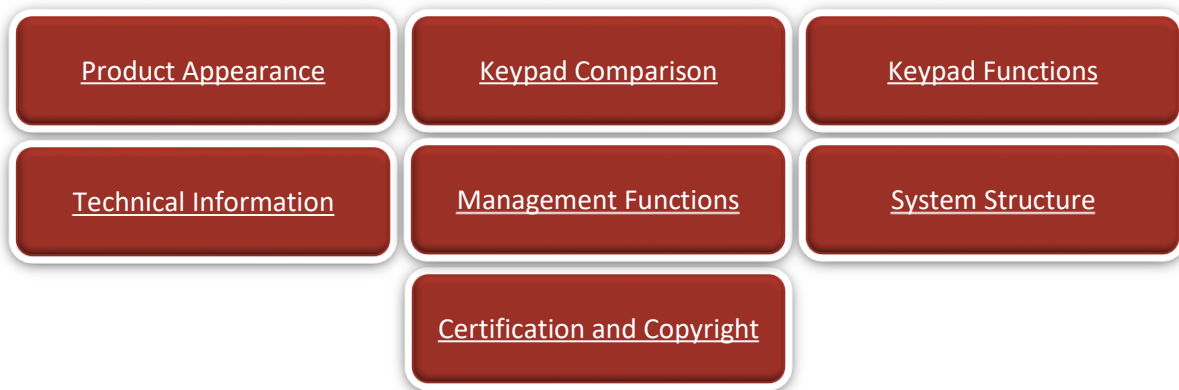 Product Appearance
Keypad Comparison
Keypad Functions
Technical Information
Management Functions
System Structure
Certification and Copyright